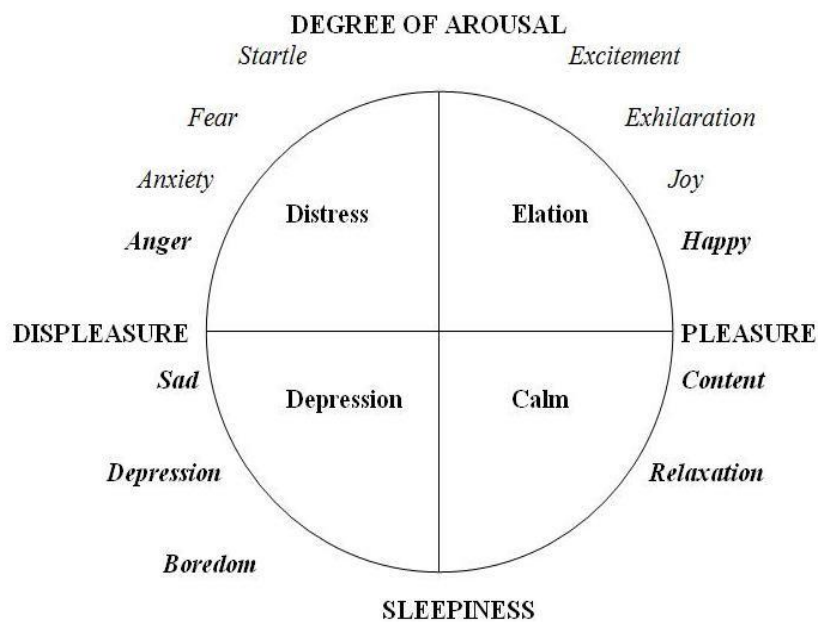 DEGREE OF AROUSAL
Startle Excitement
Fear Exhilaration
Anxiety Joy
Distress Elation
Anger Happy
DISPLEASURE PLEASURE
Sad Content
Depression Calm
Depression Relaxation
Boredom
SLEEPINESS